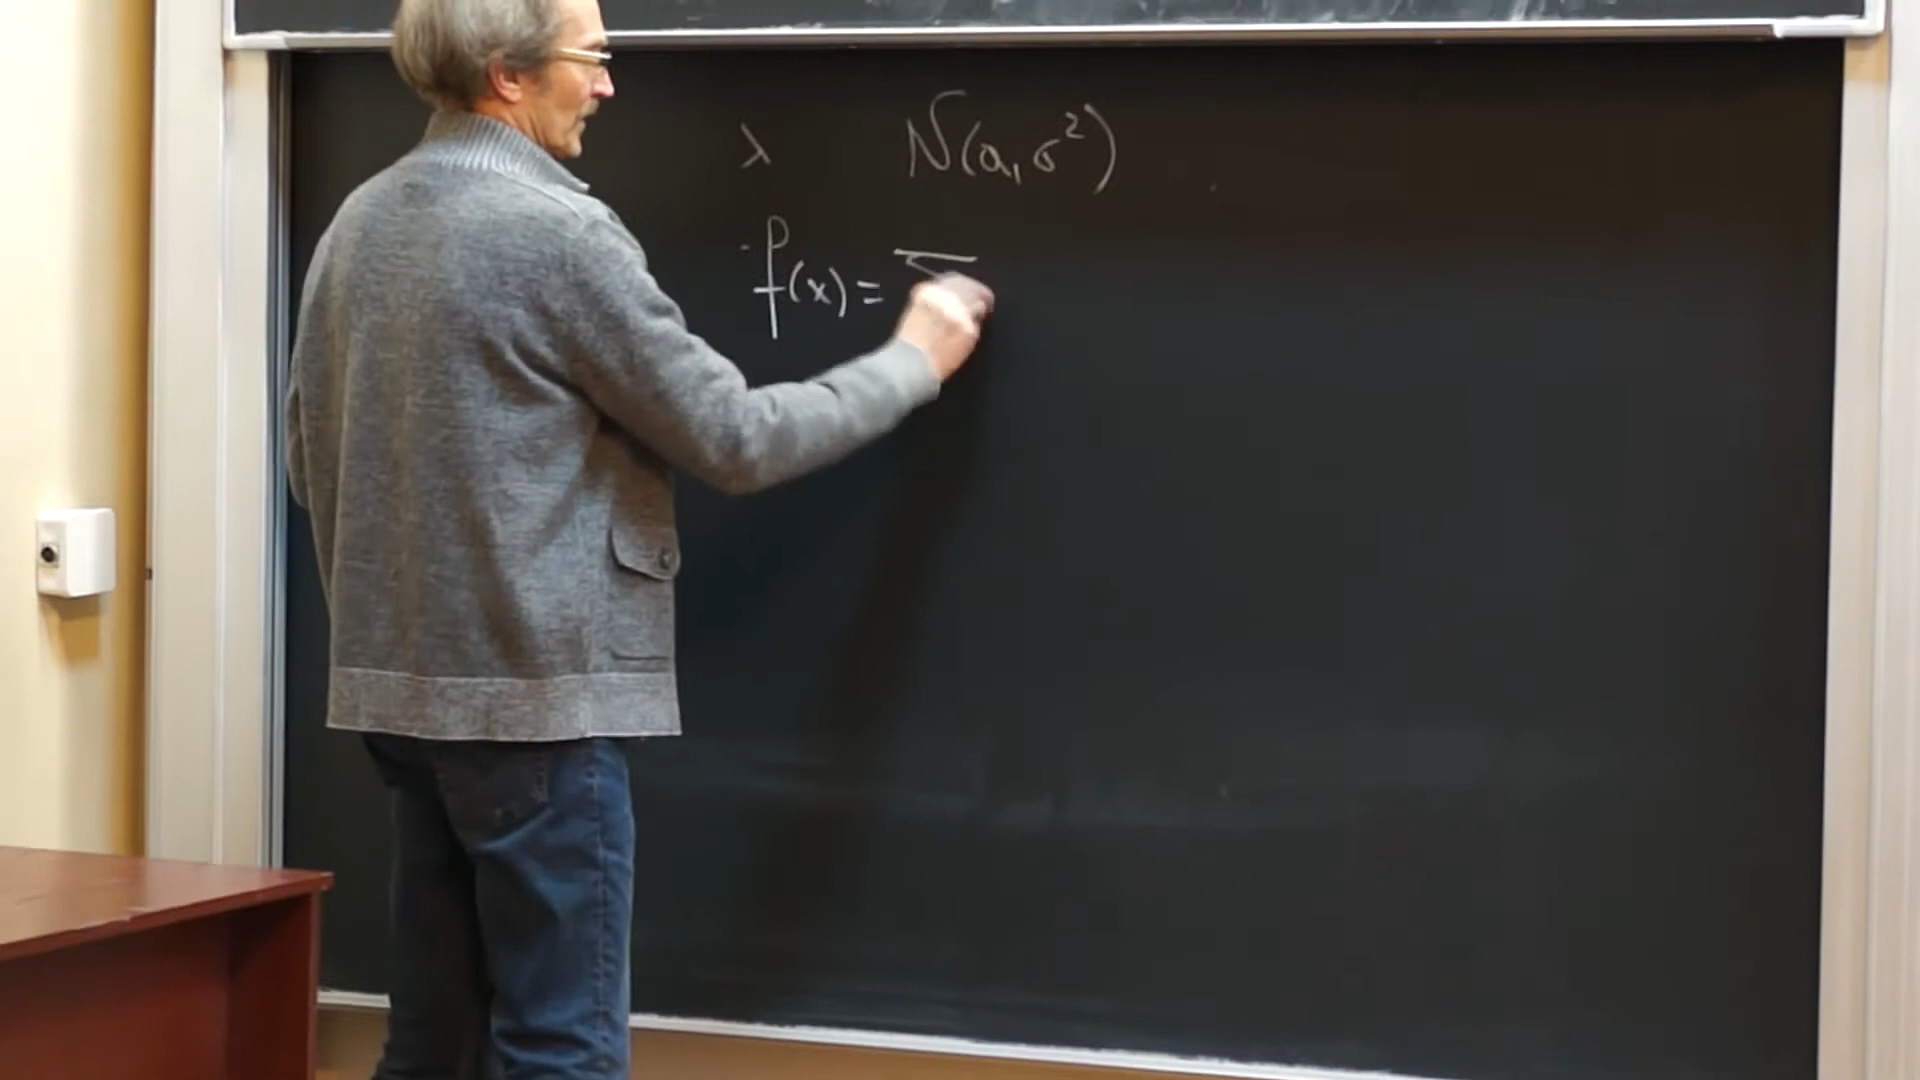 λ N(a, σ²)
f(x) =